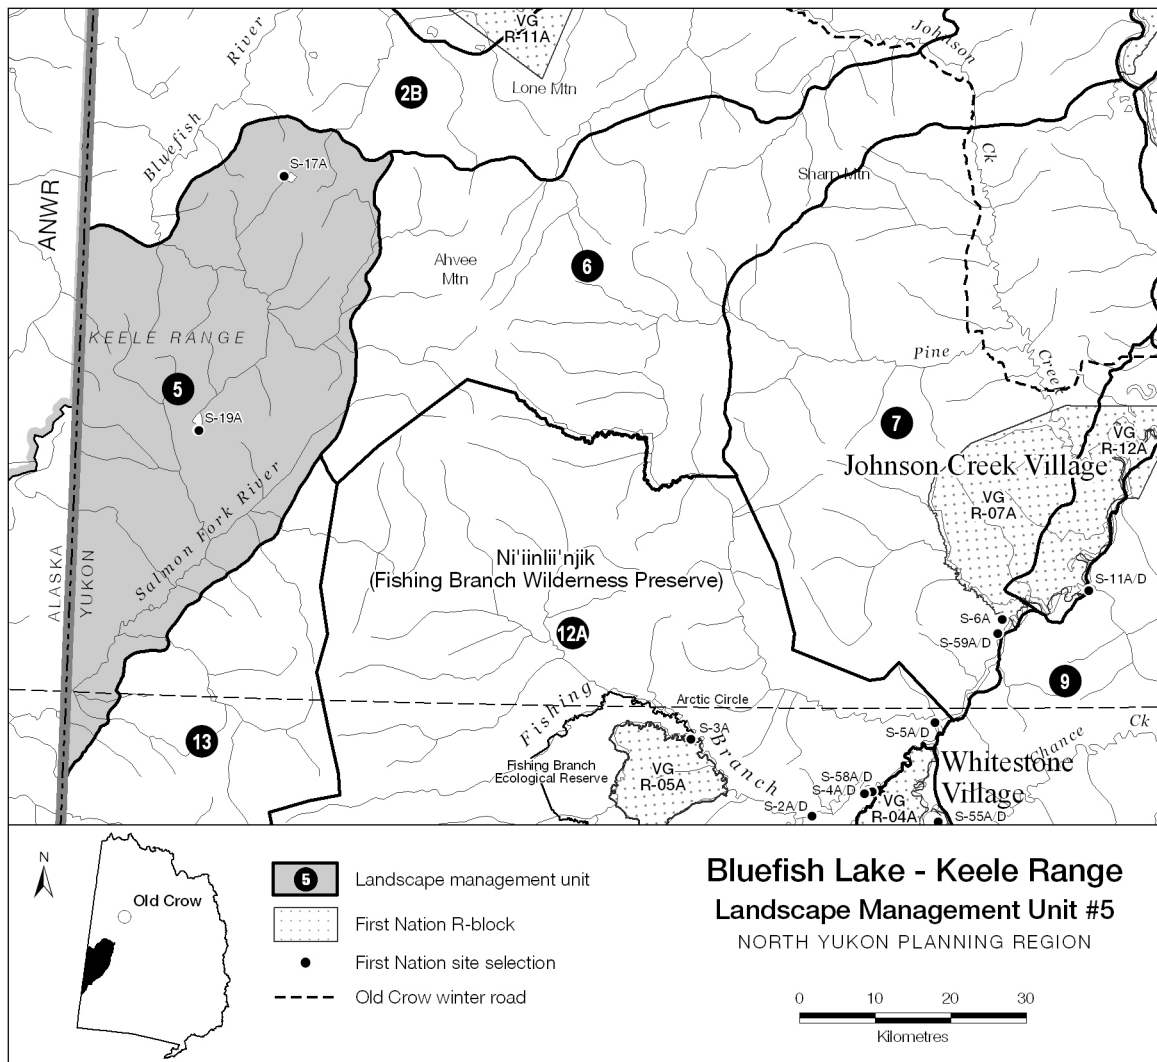 VG
R-11A
Johnson
River
2B
Lone Mtn
Bluefish
S-17A
Ck
Sharp Mtn
ANWR
Ahvee
Mtn
6
KEELE RANGE
Pine
Creek
5
S-19A
7
VG
R-12A
Johnson Creek Village
VG
R-07A
Salmon Fork River
ALASKA
YUKON
Ni'iinlii'njik
(Fishing Branch Wilderness Preserve)
S-11A/D
S-6A
S-59A/D
12A
9
Fishing
Arctic Circle
Branch
13
S-3A
S-5A/D
Chance
Ck
Fishing Branch
Ecological Reserve
VG
R-05A
Whitestone
Village
S-58A/D
S-4A/D
S-2A/D
VG
R-04A
S-55A/D
N
Old Crow
5
Landscape management unit
First Nation R-block
First Nation site selection
Old Crow winter road
Bluefish Lake - Keele Range
Landscape Management Unit #5
NORTH YUKON PLANNING REGION
0 10 20 30
Kilometres